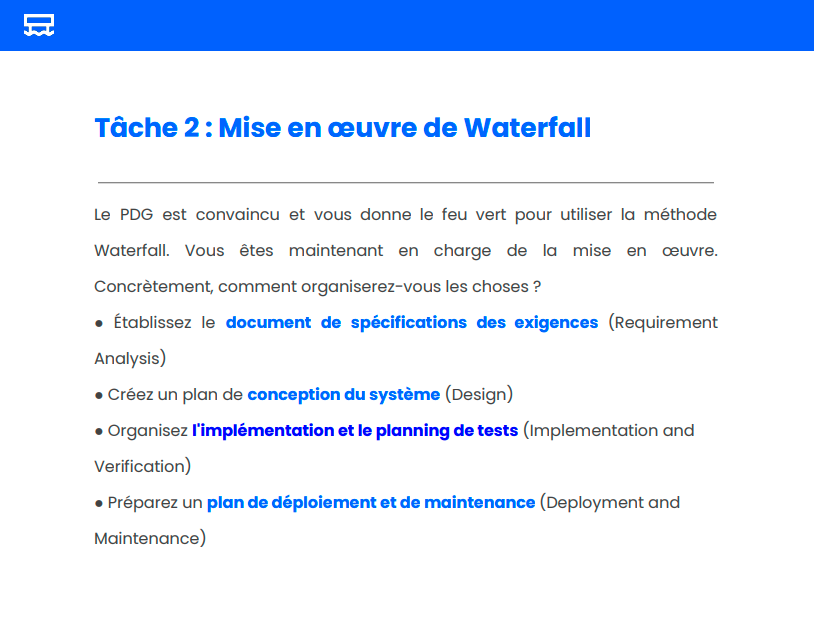 Tâche 2 : Mise en œuvre de Waterfall
Le PDG est convaincu et vous donne le feu vert pour utiliser la méthode
Waterfall. Vous êtes maintenant en charge de la mise en œuvre.
Concrètement, comment organiserez-vous les choses ?
● Établissez le document de spécifications des exigences (Requirement
Analysis)
● Créez un plan de conception du système (Design)
● Organisez l'implémentation et le planning de tests (Implementation and
Verification)
● Préparez un plan de déploiement et de maintenance (Deployment and
Maintenance)